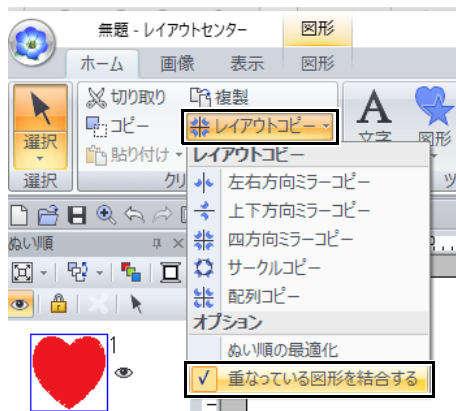 無題 - レイアウトセンター 図形
ホーム 画像 表示 図形
選択
選択
切り取り
コピー
貼り付け
複製
レイアウトコピー
文字
図形
レイアウトコピー
左右方向ミラーコピー
上下方向ミラーコピー
四方向ミラーコピー
サークルコピー
配列コピー
オプション
ぬい順の最適化
重なっている図形を結合する
ぬい順
1